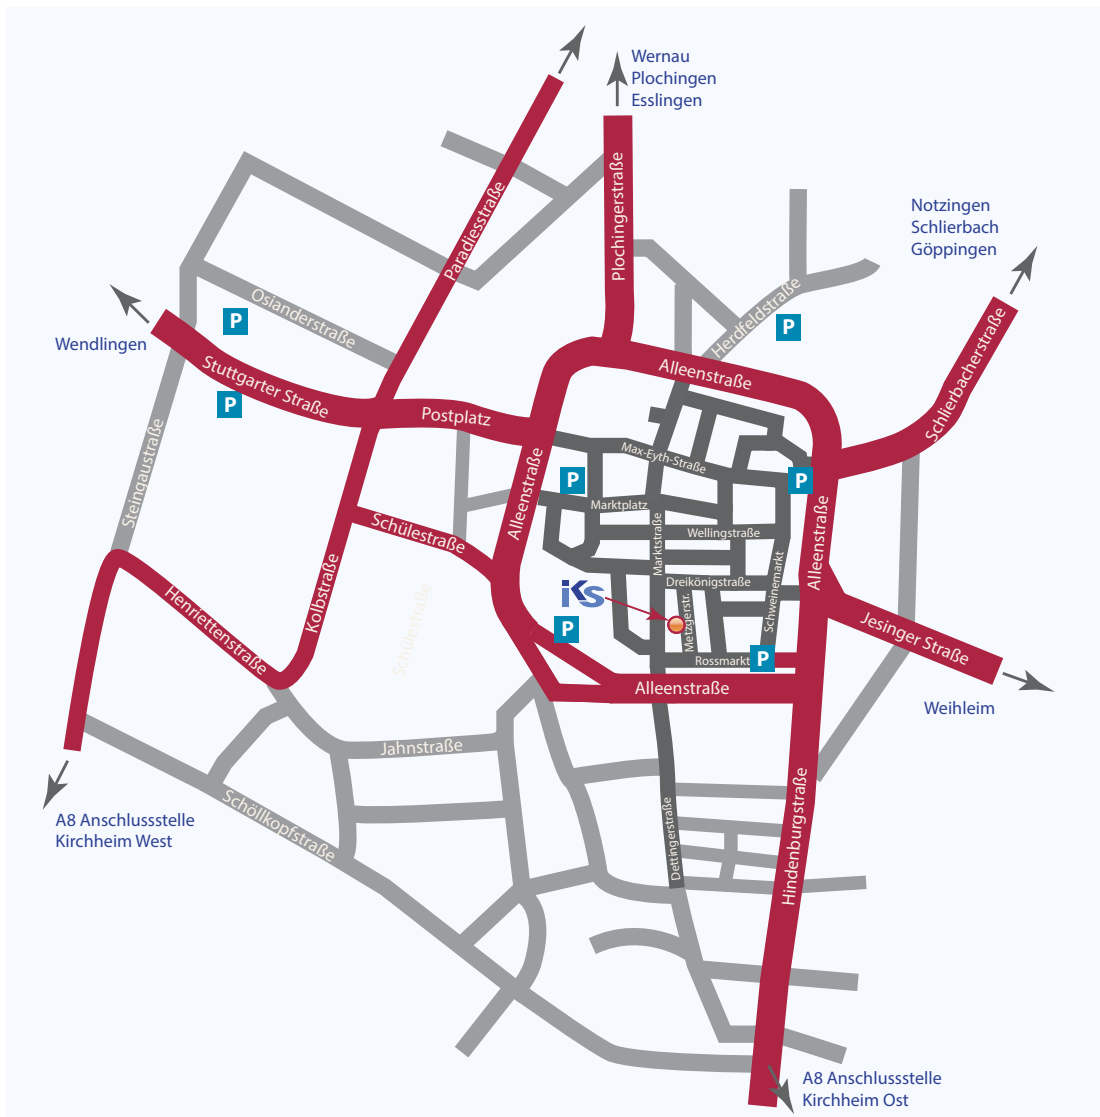 Wernau
Plochingen
Esslingen
Notzingen
Schlierbach
Göppingen
Plochingerstraße
Paradiesstraße
Osianderstraße
P
P
Herdfeldstraße
Schlierbacherstraße
Wendlingen
Stuttgarter Straße
P
Alleenstraße
Postplatz
Max-Eyth-Straße
Steingaustraße
Alleenstraße
P
P
Marktplatz
Schülestraße
Marktstraße
Wellingstraße
Alleenstraße
Kolbstraße
Henriettenstraße
Schülestraße
iKs
Dreikönigstraße
Metzgerstr.
Schweinemarkt
Jesinger Straße
P
Rossmarkt
P
Alleenstraße
Weihleim
Jahnstraße
Schöllkopfstraße
Dettingerstraße
Hindenburgstraße
A8 Anschlussstelle
Kirchheim West
A8 Anschlussstelle
Kirchheim Ost